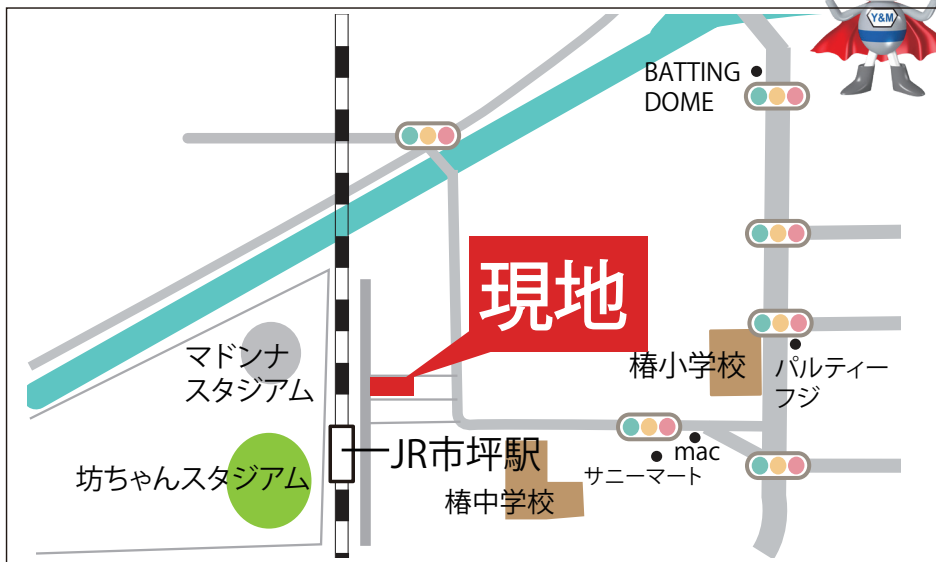 Y&M
BATTING
DOME
現地
マドンナ
スタジアム
椿小学校
パルティー
フジ
坊ちゃんスタジアム
JR市坪駅
mac
サニーマート
椿中学校